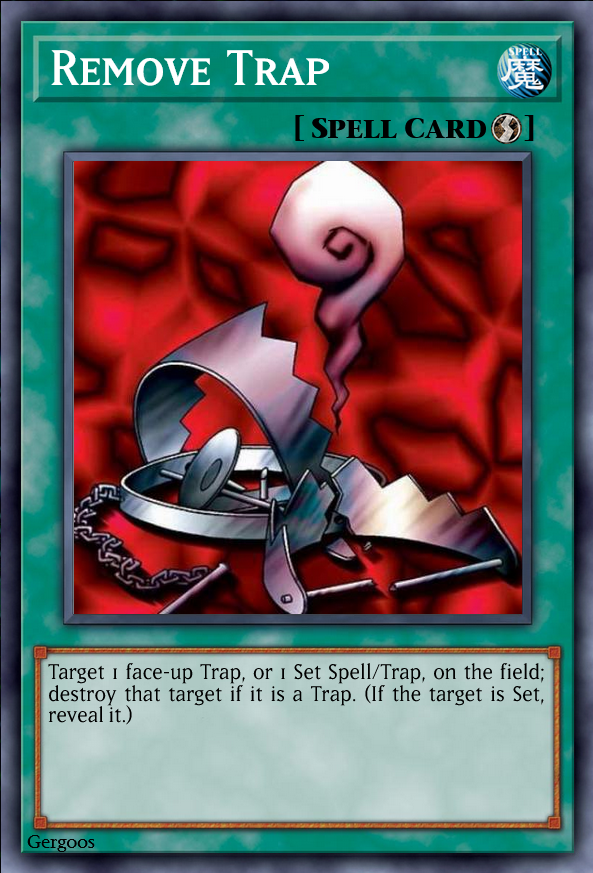 Remove Trap
SPELL
魔
[ Spell Card ]
Target 1 face-up Trap, or 1 Set Spell/Trap, on the field;
destroy that target if it is a Trap. (If the target is Set,
reveal it.)
Gergoos